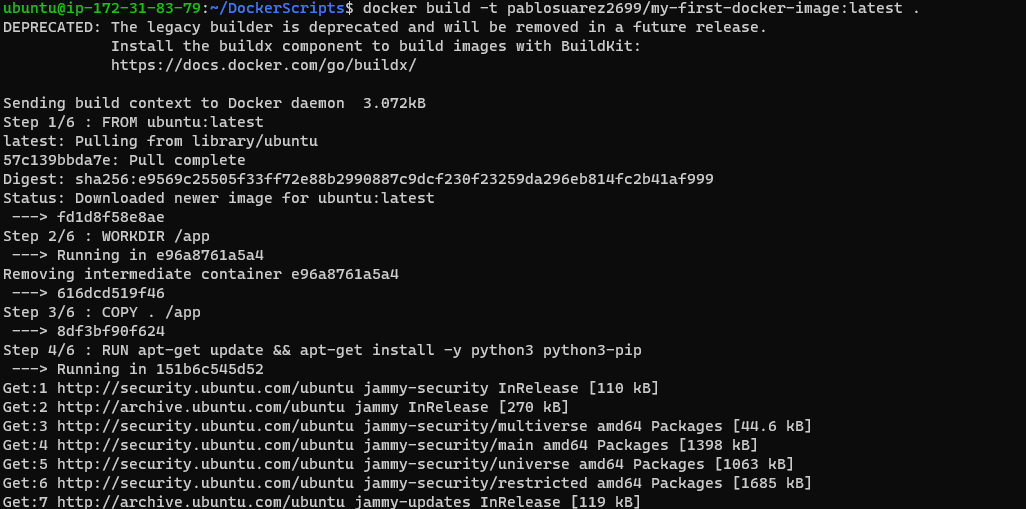 ubuntu@ip-172-31-83-79:~/DockerScripts$ docker build -t pablosuarez2699/my-first-docker-image:latest .
DEPRECATED: The legacy builder is deprecated and will be removed in a future release.
            Install the buildx component to build images with BuildKit:
            https://docs.docker.com/go/buildx/

Sending build context to Docker daemon  3.072kB
Step 1/6 : FROM ubuntu:latest
latest: Pulling from library/ubuntu
57c139bbda7e: Pull complete
Digest: sha256:e9569c25505f33ff72e88b2990887c9dcf230f23259da296eb814fc2b41af999
Status: Downloaded newer image for ubuntu:latest
 ---> fd1d8f58e8ae
Step 2/6 : WORKDIR /app
 ---> Running in e96a8761a5a4
Removing intermediate container e96a8761a5a4
 ---> 616dcd519f46
Step 3/6 : COPY . /app
 ---> 8df3bf90f624
Step 4/6 : RUN apt-get update && apt-get install -y python3 python3-pip
 ---> Running in 151b6c545d52
Get:1 http://security.ubuntu.com/ubuntu jammy-security InRelease [110 kB]
Get:2 http://archive.ubuntu.com/ubuntu jammy InRelease [270 kB]
Get:3 http://security.ubuntu.com/ubuntu jammy-security/multiverse amd64 Packages [44.6 kB]
Get:4 http://security.ubuntu.com/ubuntu jammy-security/main amd64 Packages [1398 kB]
Get:5 http://security.ubuntu.com/ubuntu jammy-security/universe amd64 Packages [1063 kB]
Get:6 http://security.ubuntu.com/ubuntu jammy-security/restricted amd64 Packages [1685 kB]
Get:7 http://archive.ubuntu.com/ubuntu jammy-updates InRelease [119 kB]